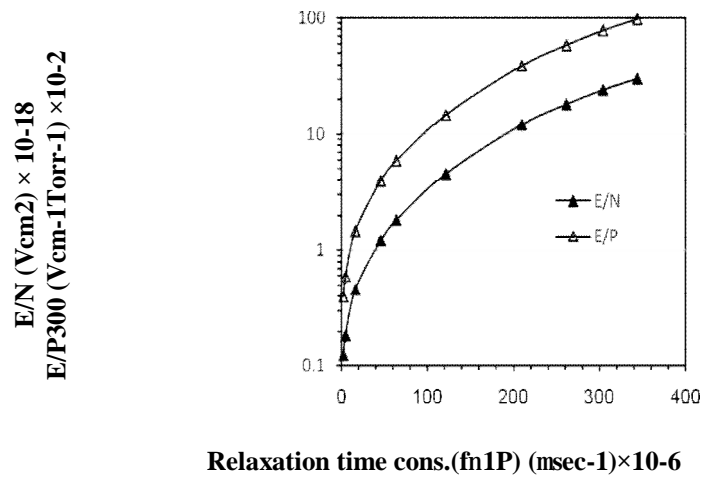 E/N (Vcm2) × 10-18
E/P300 (Vcm-1Torr-1) ×10-2
100
10
1
0.1
E/N
E/P
0 100 200 300 400
Relaxation time cons.(fn1P) (msec-1)×10-6